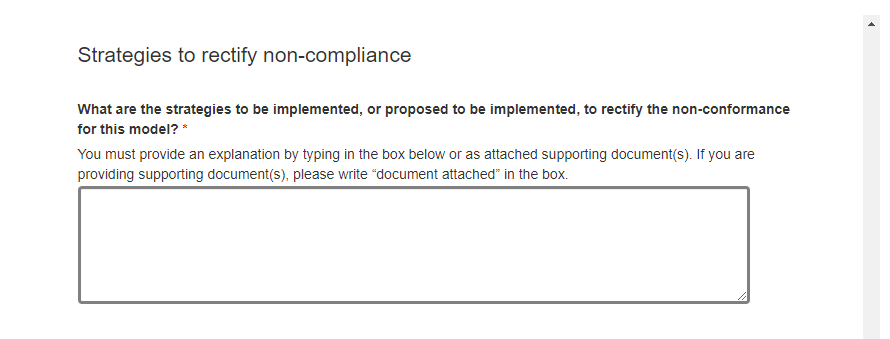 Strategies to rectify non-compliance
What are the strategies to be implemented, or proposed to be implemented, to rectify the non-conformance
for this model? *
You must provide an explanation by typing in the box below or as attached supporting document(s). If you are
providing supporting document(s), please write “document attached” in the box.